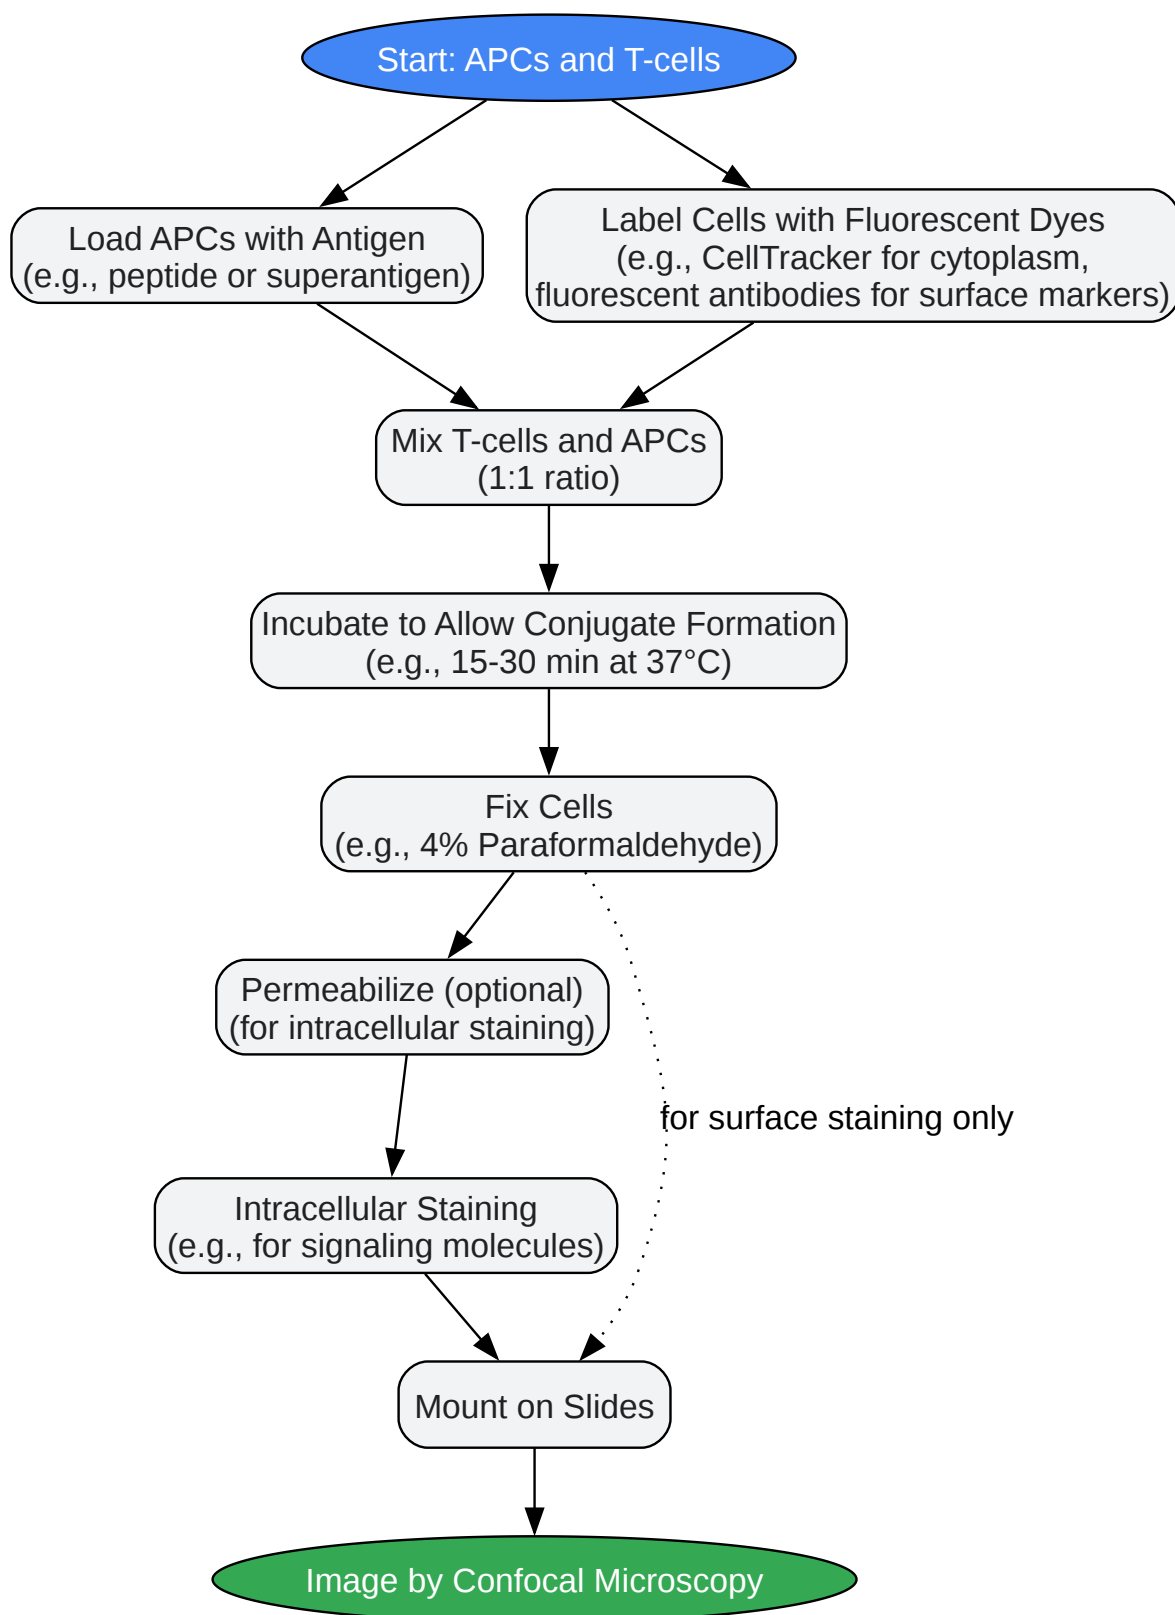 Start: APCs and T-cells
Load APCs with Antigen
(e.g., peptide or superantigen)
Label Cells with Fluorescent Dyes
(e.g., CellTracker for cytoplasm,
fluorescent antibodies for surface markers)
Mix T-cells and APCs
(1:1 ratio)
Incubate to Allow Conjugate Formation
(e.g., 15-30 min at 37°C)
Fix Cells
(e.g., 4% Paraformaldehyde)
Permeabilize (optional)
(for intracellular staining)
for surface staining only
Intracellular Staining
(e.g., for signaling molecules)
Mount on Slides
Image by Confocal Microscopy